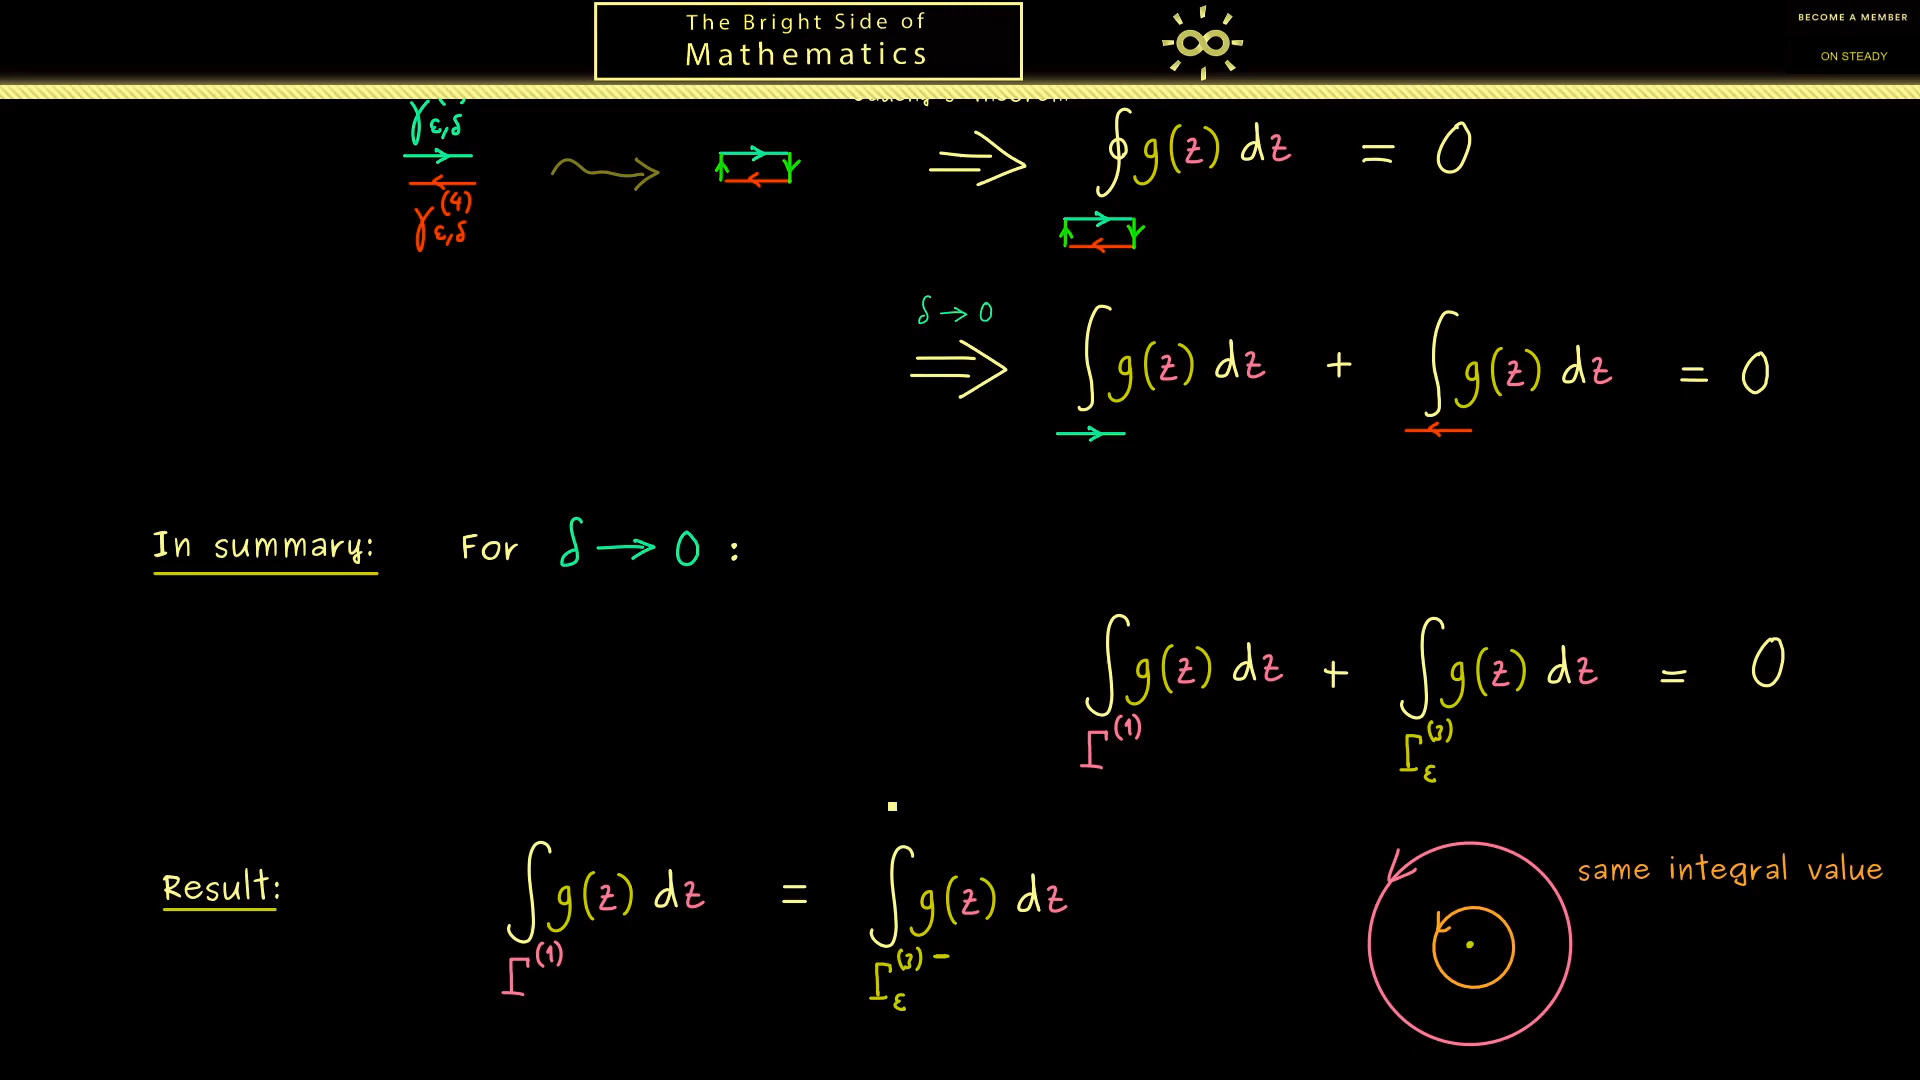 The Bright Side of
Mathematics
BECOME A MEMBER
ON STEADY
γ_{ε,δ}
γ_{ε,δ}^{(4)}
⟹ ∮ g(z) dz = 0
δ → 0
⟹ ∫ g(z) dz + ∫ g(z) dz = 0
In summary: For δ → 0 :
∫_{Γ^{(1)}} g(z) dz + ∫_{Γ_ε^{(3)}} g(z) dz = 0
Result: ∫_{Γ^{(1)}} g(z) dz = ∫_{Γ_ε^{(3)-}} g(z) dz
same integral value